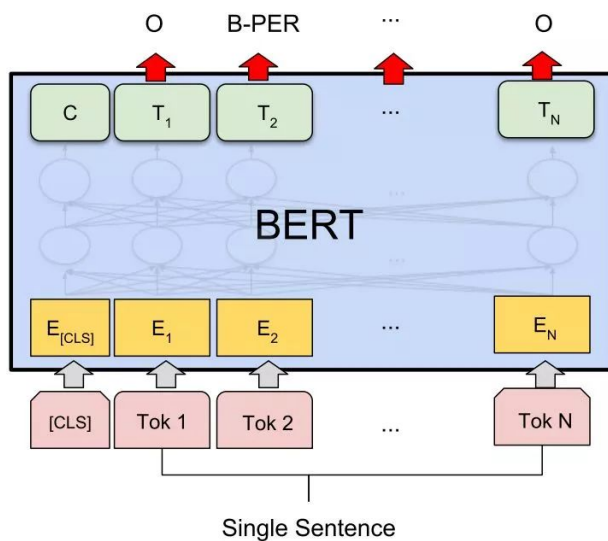 O B-PER ... O
C T1 T2 ... TN
...
BERT
...
E[CLS] E1 E2 ... EN
[CLS] Tok 1 Tok 2 ... Tok N
Single Sentence